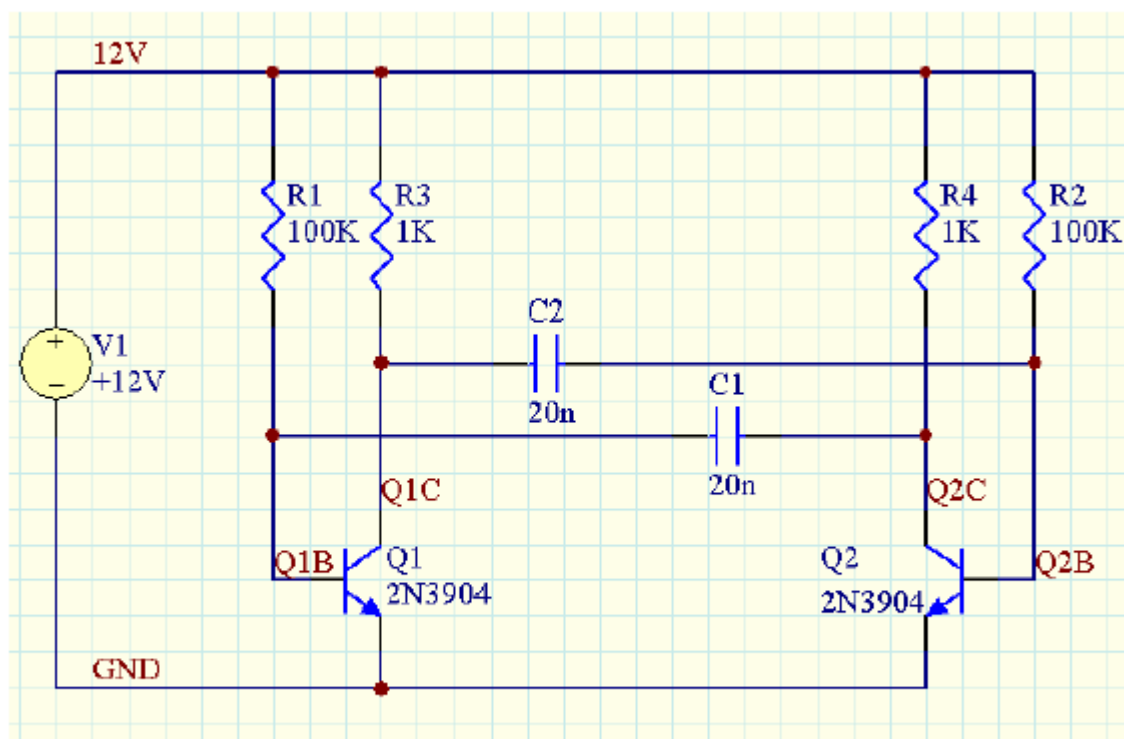 12V
R1
100K
R3
1K
R4
1K
R2
100K
C2
20n
C1
20n
+
−
V1
+12V
Q1C
Q2C
Q1B
Q1
2N3904
Q2
2N3904
Q2B
GND